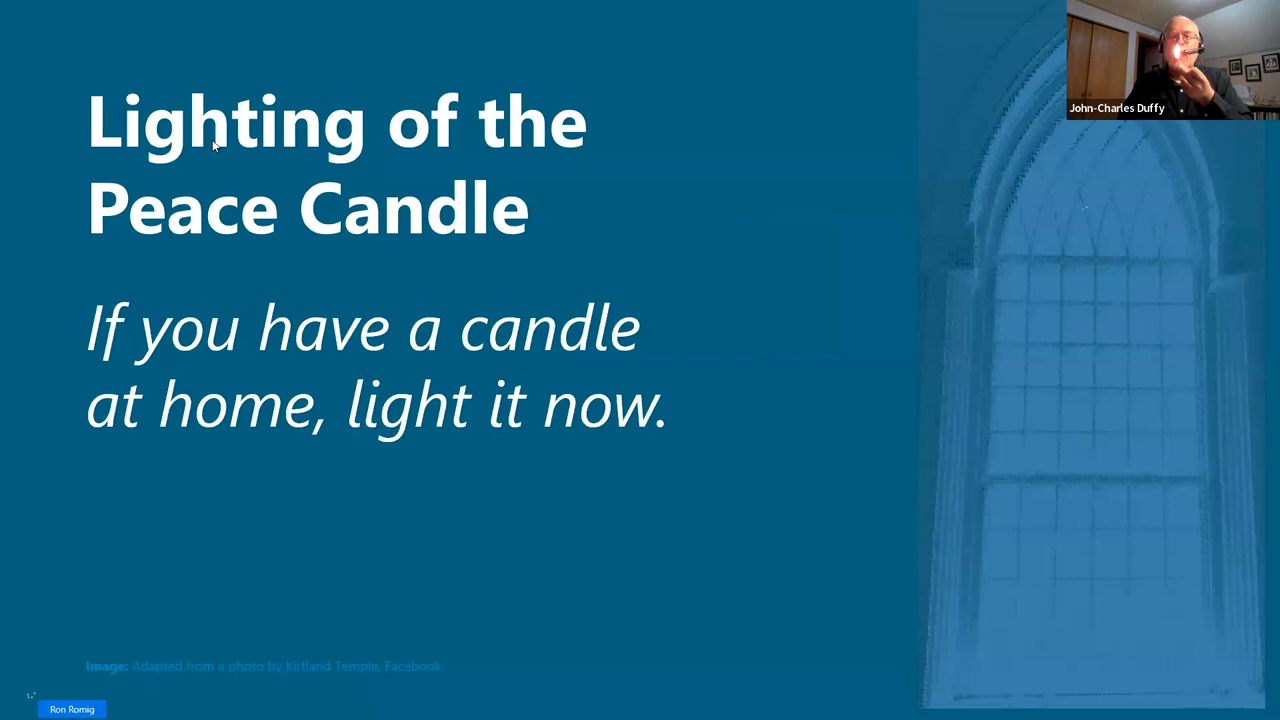 Lighting of the
Peace Candle
If you have a candle
at home, light it now.
Image: Adapted from a photo by Kirtland Temple, Facebook.
John-Charles Duffy
Ron Romig